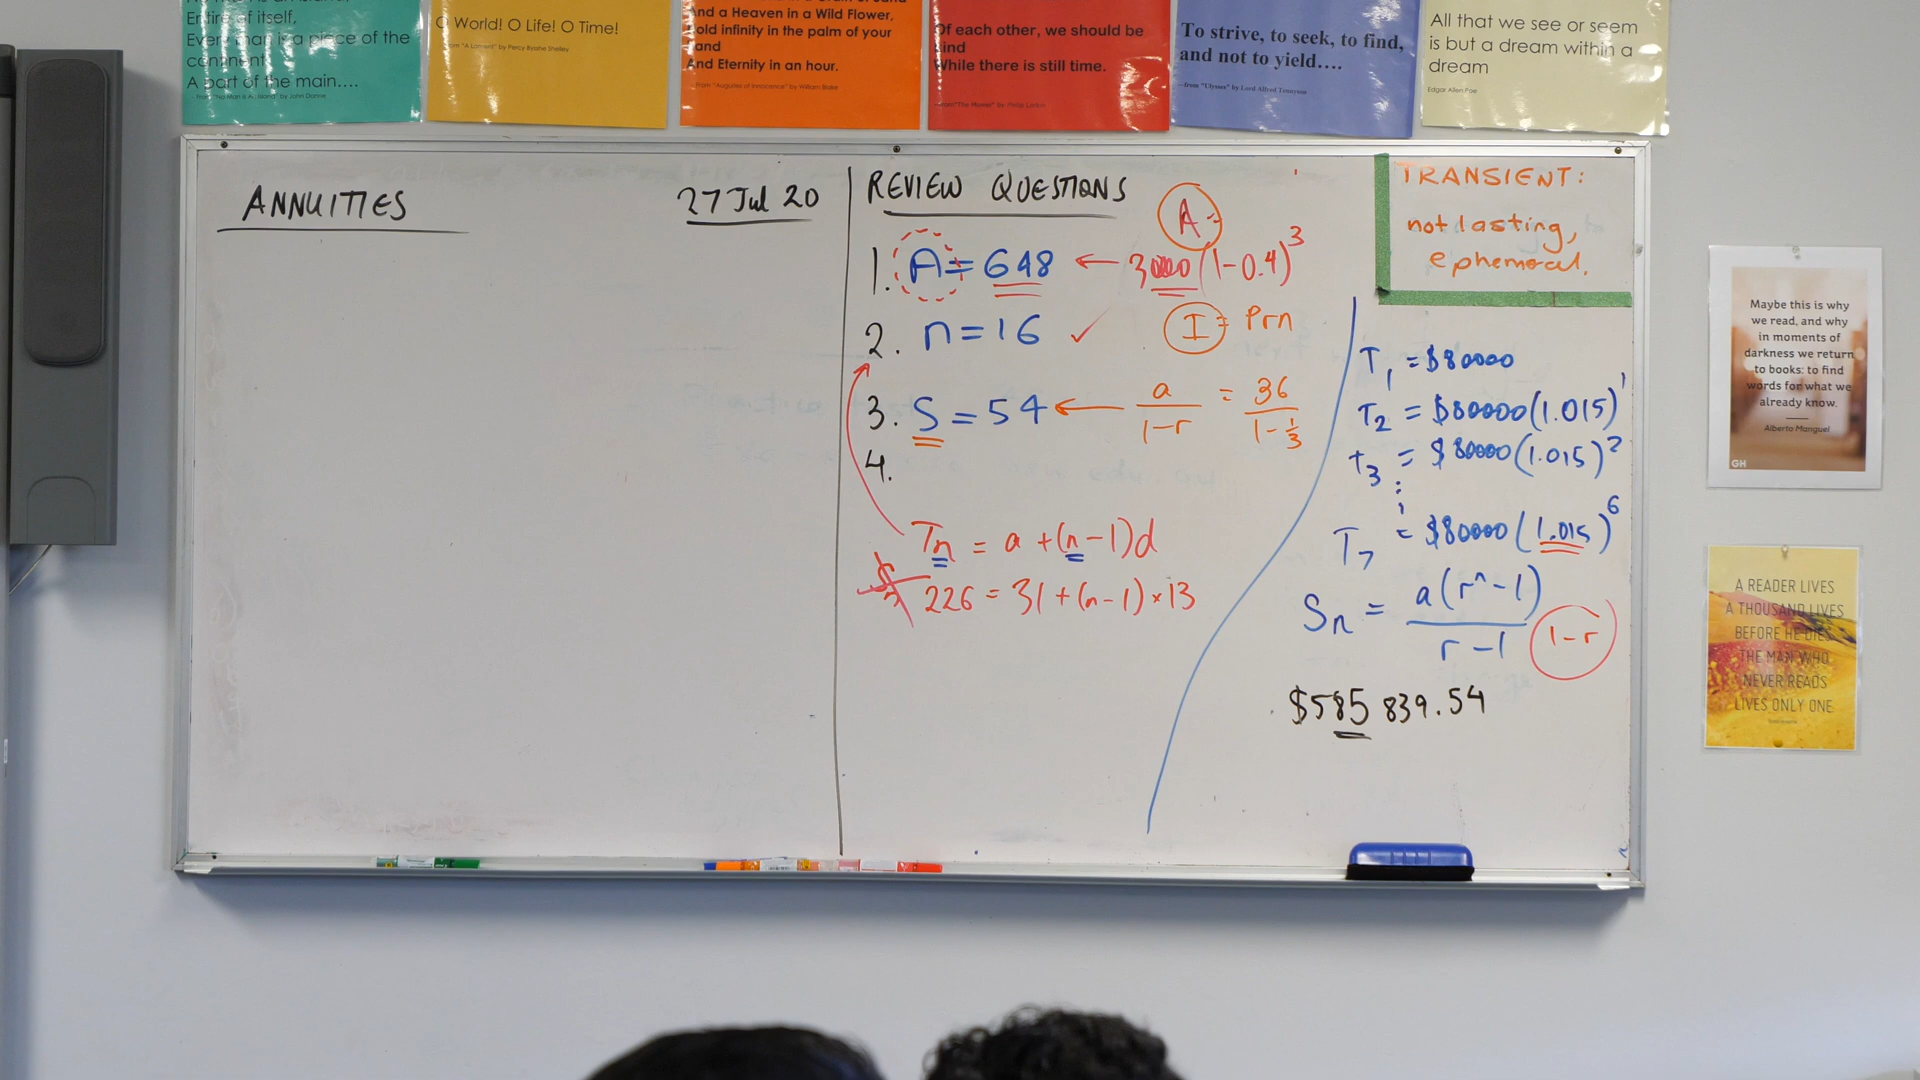 Entire of itself,
Every man is a piece of the
continent,
A part of the main....
from "No Man is An Island" by John Donne
O World! O Life! O Time!
from "A Lament" by Percy Bysshe Shelley
And a Heaven in a Wild Flower,
Hold infinity in the palm of your
hand
And Eternity in an hour.
from "Auguries of Innocence" by William Blake
Of each other, we should be
kind
While there is still time.
from "The Mower" by Philip Larkin
To strive, to seek, to find,
and not to yield....
—from "Ulysses" by Lord Alfred Tennyson
All that we see or seem
is but a dream within a
dream
Edgar Allen Poe
ANNUITIES
27 Jul 20
REVIEW QUESTIONS
A =
1. A = 648 ← 3000(1-0.4)^3
2. n = 16 ✓
I = Prn
3. S = 54 ← a/(1-r) = 36/(1-1/3)
4.
Tn = a + (n-1)d
226 = 31 + (n-1) × 13
TRANSIENT:
not lasting,
ephemeral.
T1 = $80000
T2 = $80000(1.015)^1
t3 = $80000(1.015)^2
T7 = $80000(1.015)^6
Sn = a(r^n - 1)/(r - 1)
1-r
$585 839.54
Maybe this is why
we read, and why
in moments of
darkness we return
to books: to find
words for what we
already know.
Alberto Manguel
GH
A READER LIVES
A THOUSAND LIVES
BEFORE HE DIES
THE MAN WHO
NEVER READS
LIVES ONLY ONE